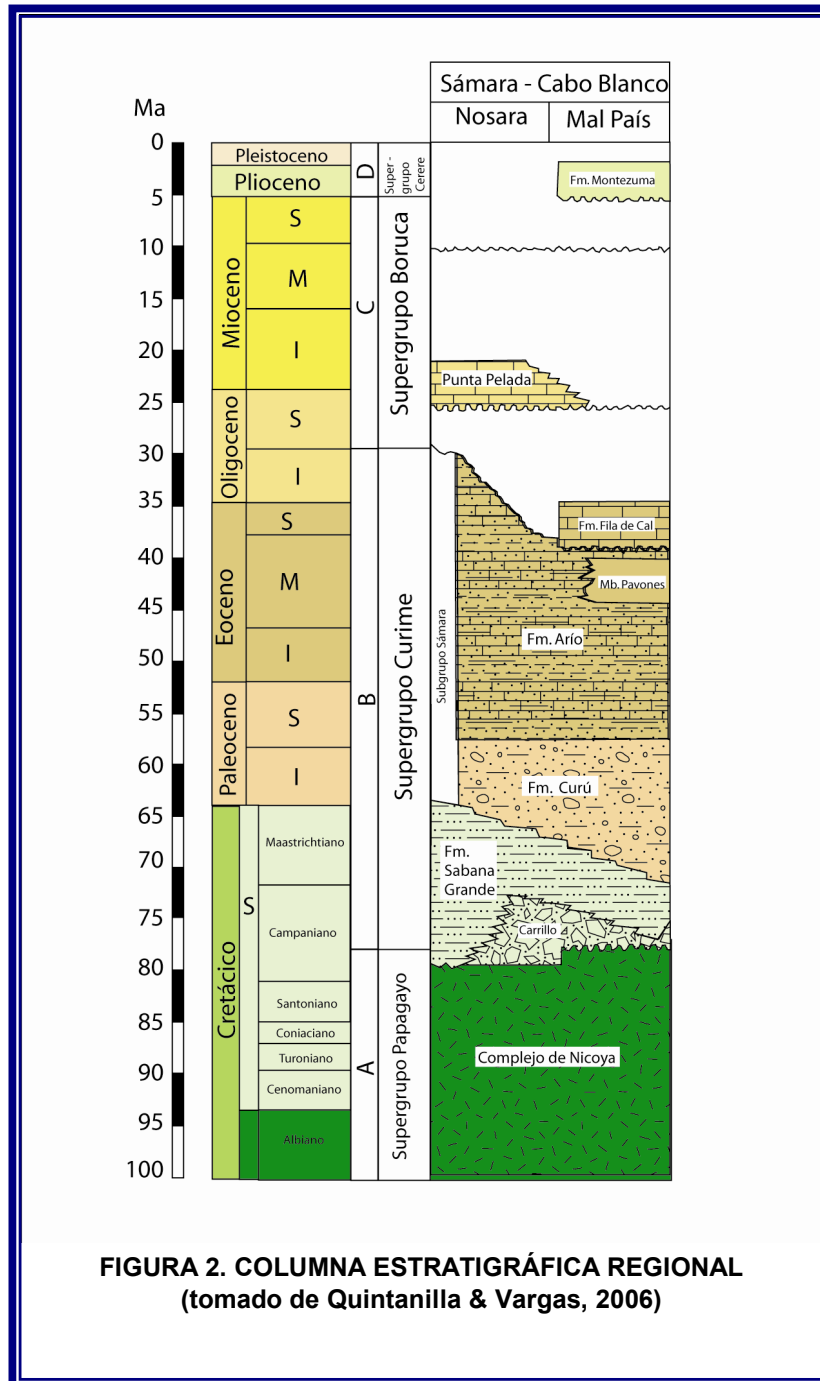 Sámara - Cabo Blanco
Ma
Nosara
Mal País
0
5
10
15
20
25
30
35
40
45
50
55
60
65
70
75
80
85
90
95
100
Pleistoceno
Plioceno
Mioceno
S
M
I
Oligoceno
S
I
Eoceno
S
M
I
Paleoceno
S
I
Cretácico
S
Maastrichtiano
Campaniano
Santoniano
Coniaciano
Turoniano
Cenomaniano
Albiano
D
C
B
A
Super -
grupo
Cerere
Supergrupo Boruca
Supergrupo Curime
Supergrupo Papagayo
Subgrupo Sámara
Fm. Montezuma
Punta Pelada
Fm. Fila de Cal
Mb. Pavones
Fm. Arío
Fm. Curú
Fm.
Sabana
Grande
Carrillo
Complejo de Nicoya
FIGURA 2. COLUMNA ESTRATIGRÁFICA REGIONAL
(tomado de Quintanilla & Vargas, 2006)